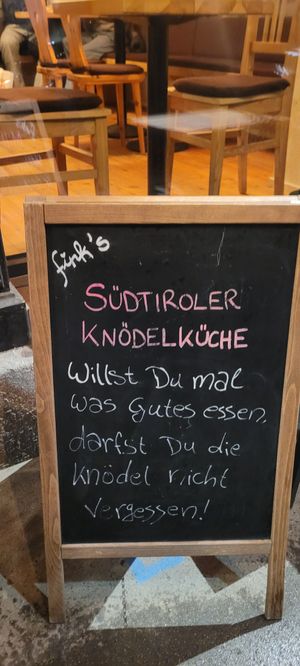 fink's
SÜDTIROLER
KNÖDELKÜCHE
Willst Du mal
was Gutes essen,
darfst Du die
Knödel nicht
Vergessen!